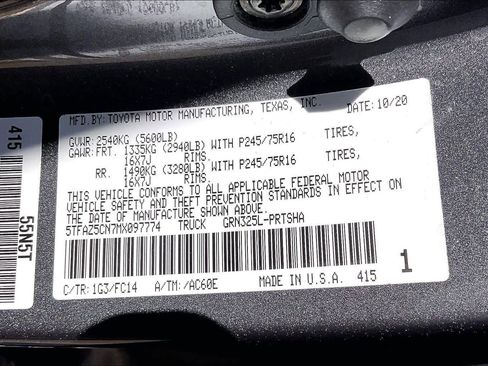 MFD. BY: TOYOTA MOTOR MANUFACTURING, TEXAS, INC. DATE: 10/20
GVWR: 2540KG (5600LB)
GAWR: FRT. 1335KG (2940LB) WITH P245/75R16 TIRES,
16X7J RIMS.
RR. 1490KG (3280LB) WITH P245/75R16 TIRES,
16X7J RIMS.
THIS VEHICLE CONFORMS TO ALL APPLICABLE FEDERAL MOTOR
VEHICLE SAFETY AND THEFT PREVENTION STANDARDS IN EFFECT ON
THE DATE OF MANUFACTURE SHOWN ABOVE.
5TFAZ5CN7MX097774 TRUCK GRN325L-PRTSHA
C/TR: 1G3/FC14 A/TM: /AC60E MADE IN U.S.A. 415 1
415 55N5T